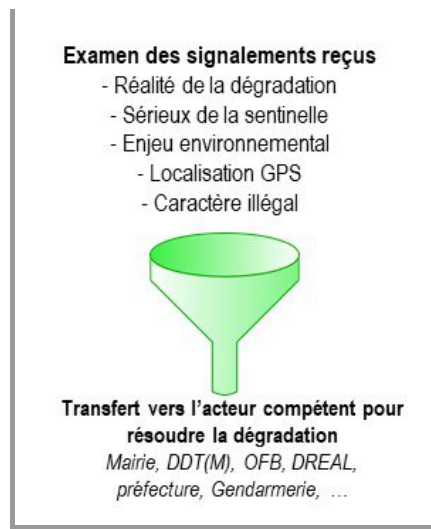 Examen des signalements reçus
- Réalité de la dégradation
- Sérieux de la sentinelle
- Enjeu environnemental
- Localisation GPS
- Caractère illégal
Transfert vers l'acteur compétent pour
résoudre la dégradation
Mairie, DDT(M), OFB, DREAL,
préfecture, Gendarmerie, …